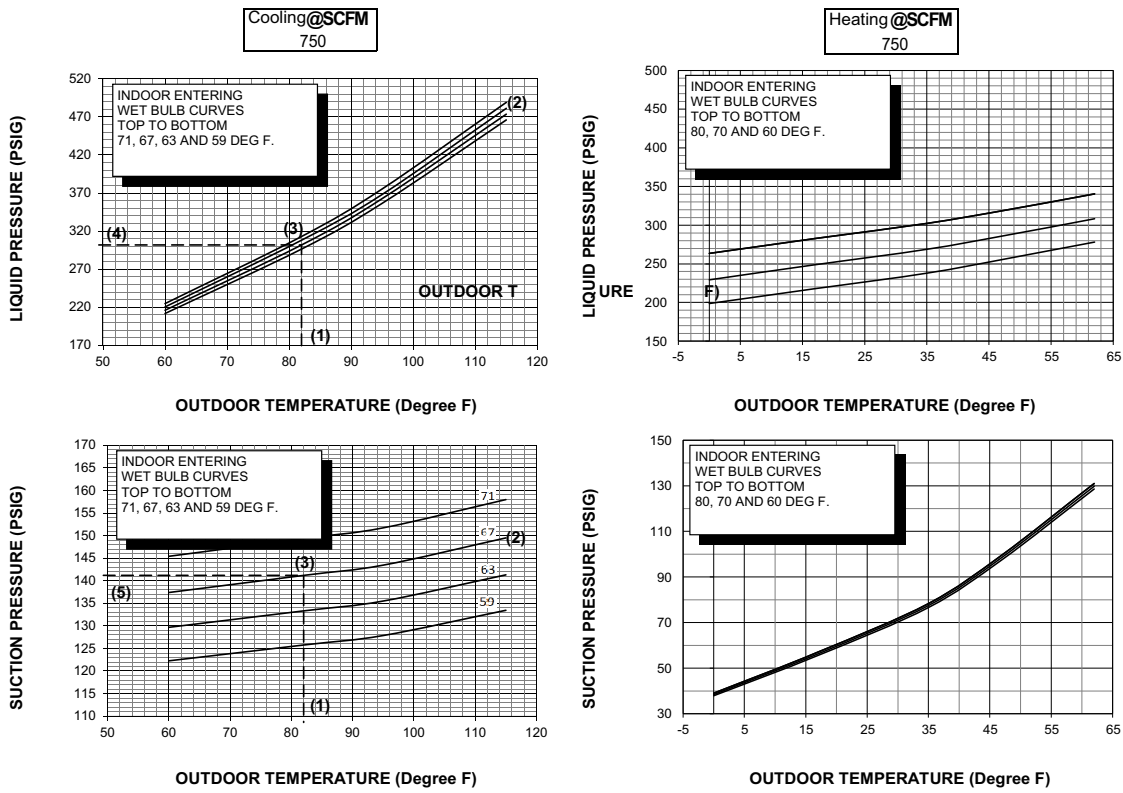 Cooling@SCFM
750
Heating@SCFM
750
LIQUID PRESSURE (PSIG)
520
470
420
370
320
270
220
170
INDOOR ENTERING
WET BULB CURVES
TOP TO BOTTOM
71, 67, 63 AND 59 DEG F.
(2)
(3)
(4)
(1)
OUTDOOR T
50 60 70 80 90 100 110 120
OUTDOOR TEMPERATURE (Degree F)
LIQUID PRESSURE (PSIG)
500
450
400
350
300
250
200
150
INDOOR ENTERING
WET BULB CURVES
TOP TO BOTTOM
80, 70 AND 60 DEG F.
URE F)
-5 5 15 25 35 45 55 65
OUTDOOR TEMPERATURE (Degree F)
SUCTION PRESSURE (PSIG)
170
165
160
155
150
145
140
135
130
125
120
115
110
INDOOR ENTERING
WET BULB CURVES
TOP TO BOTTOM
71, 67, 63 AND 59 DEG F.
71
67
(2)
(3)
63
(5)
59
(1)
50 60 70 80 90 100 110 120
OUTDOOR TEMPERATURE (Degree F)
SUCTION PRESSURE (PSIG)
150
130
110
90
70
50
30
INDOOR ENTERING
WET BULB CURVES
TOP TO BOTTOM
80, 70 AND 60 DEG F.
-5 5 15 25 35 45 55 65
OUTDOOR TEMPERATURE (Degree F)